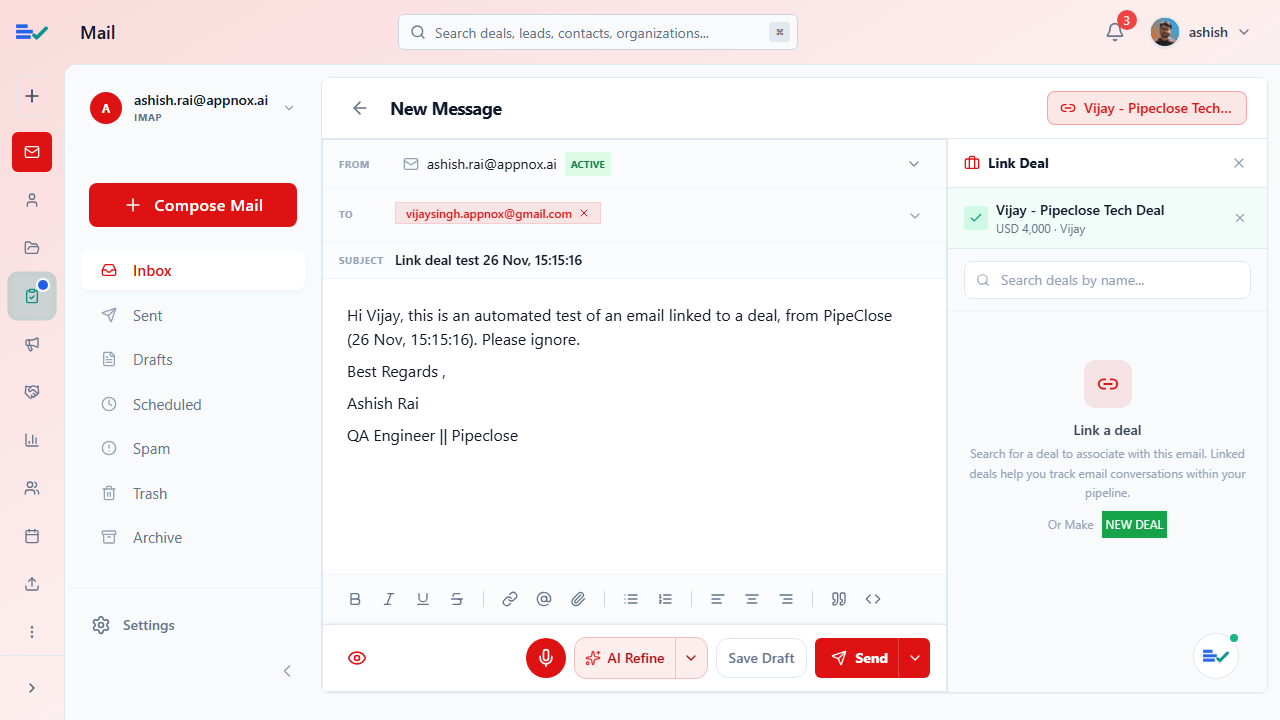 Mail
Search deals, leads, contacts, organizations...
⌘
3
ashish
A
ashish.rai@appnox.ai
IMAP
Compose Mail
Inbox
Sent
Drafts
Scheduled
Spam
Trash
Archive
Settings
New Message
Vijay - Pipeclose Tech...
FROM
ashish.rai@appnox.ai
ACTIVE
TO
vijaysingh.appnox@gmail.com
SUBJECT
Link deal test 26 Nov, 15:15:16
Hi Vijay, this is an automated test of an email linked to a deal, from PipeClose
(26 Nov, 15:15:16). Please ignore.
Best Regards ,
Ashish Rai
QA Engineer || Pipeclose
AI Refine
Save Draft
Send
Link Deal
Vijay - Pipeclose Tech Deal
USD 4,000 · Vijay
Search deals by name...
Link a deal
Search for a deal to associate with this email. Linked
deals help you track email conversations within your
pipeline.
Or Make
NEW DEAL